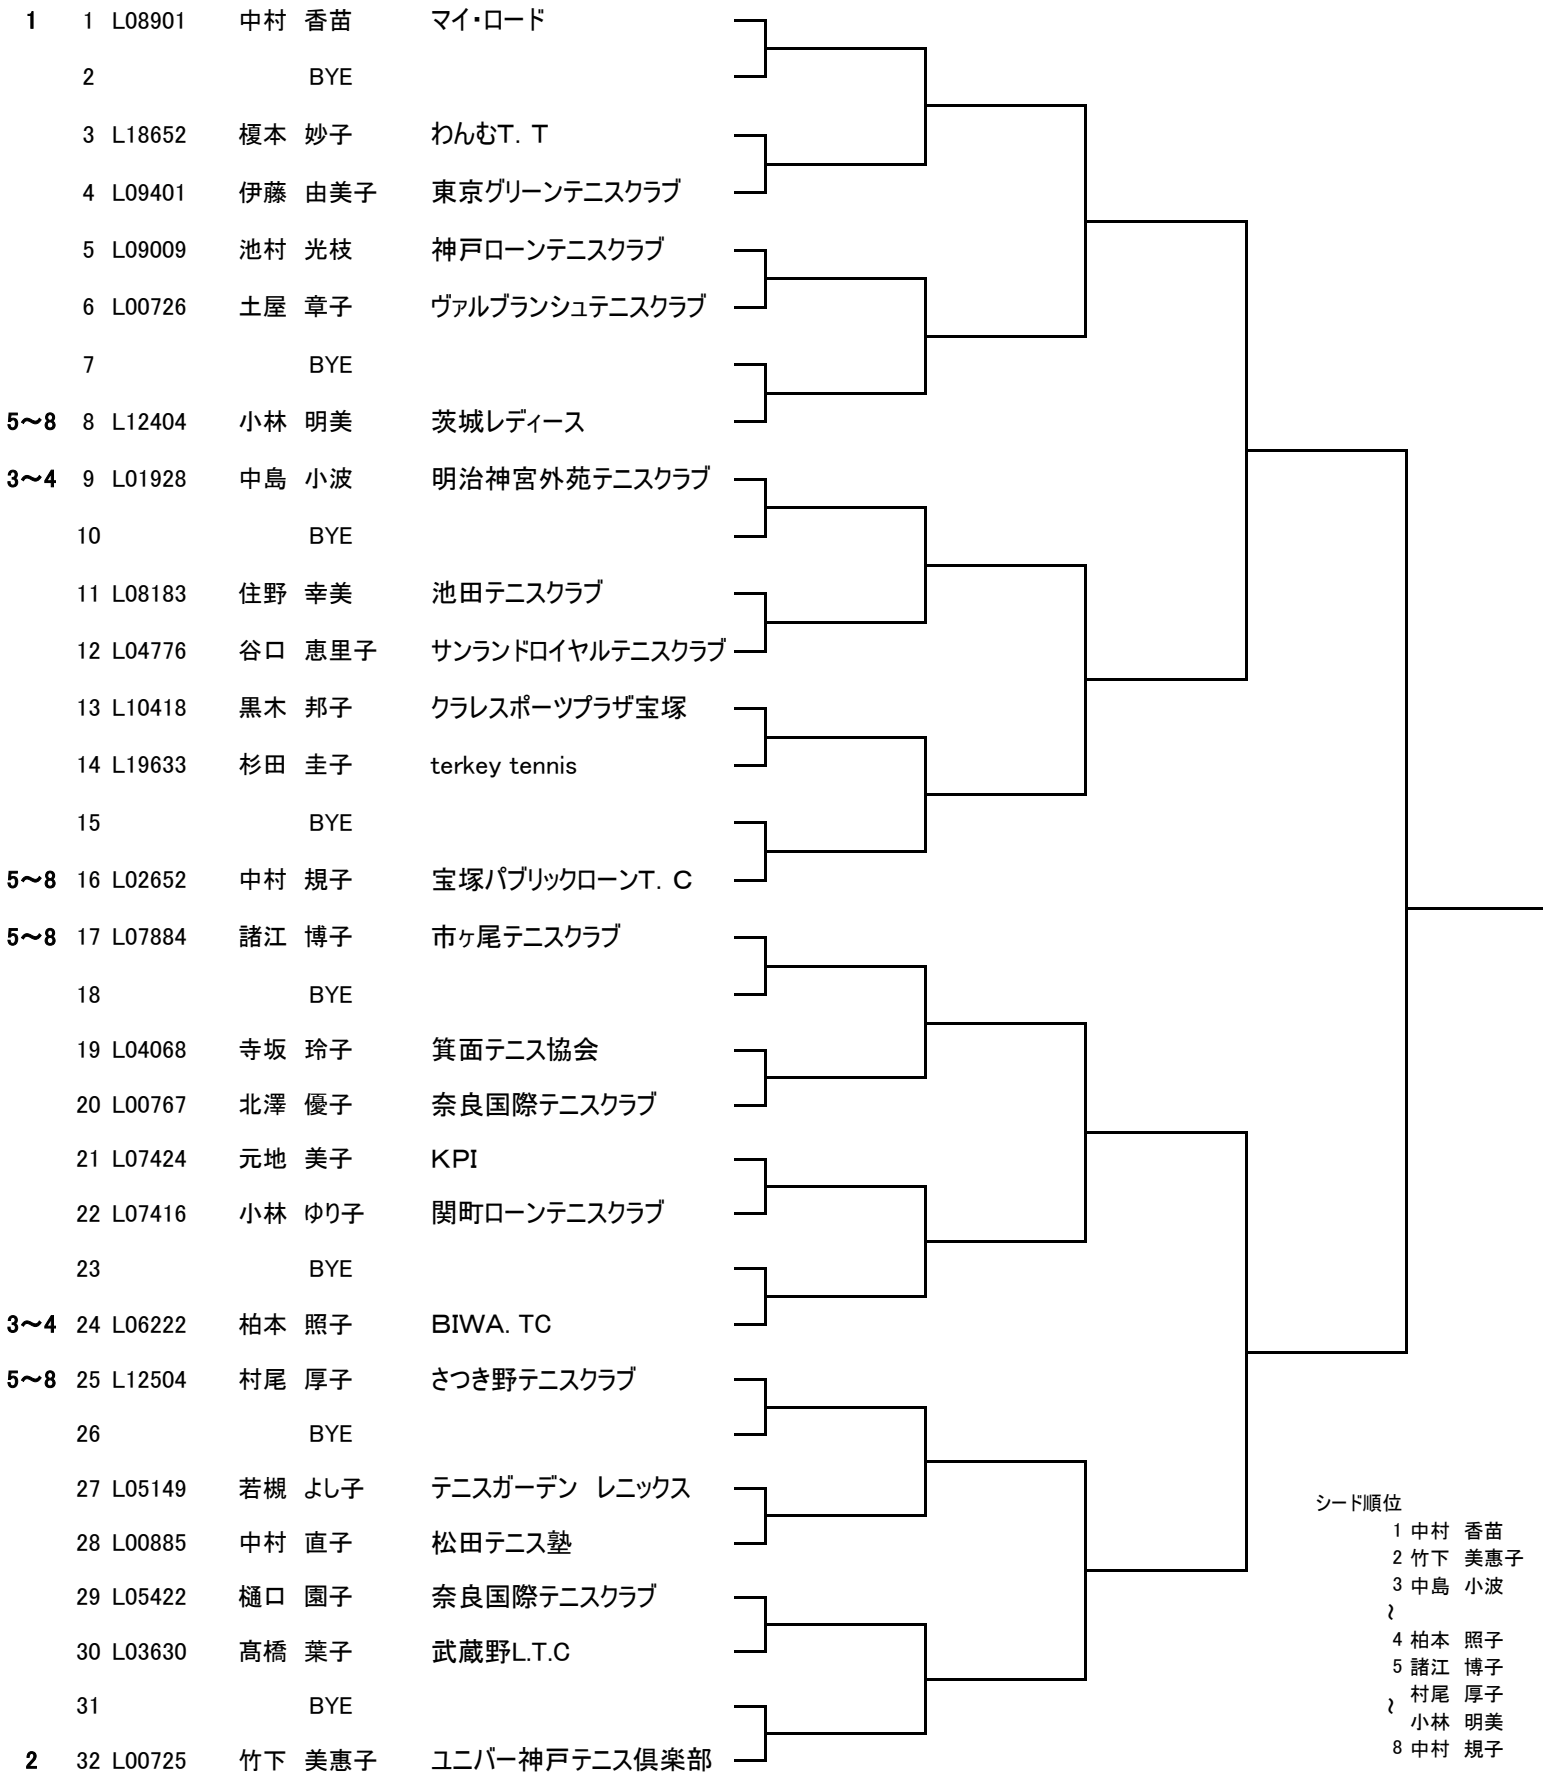 1 1 L08901 中村 香苗 マイ・ロード
2 BYE
3 L18652 榎本 妙子 わんむT. T
4 L09401 伊藤 由美子 東京グリーンテニスクラブ
5 L09009 池村 光枝 神戸ローンテニスクラブ
6 L00726 土屋 章子 ヴァルブランシュテニスクラブ
7 BYE
5～8 8 L12404 小林 明美 茨城レディース
3～4 9 L01928 中島 小波 明治神宮外苑テニスクラブ
10 BYE
11 L08183 住野 幸美 池田テニスクラブ
12 L04776 谷口 恵里子 サンランドロイヤルテニスクラブ
13 L10418 黒木 邦子 クラレスポーツプラザ宝塚
14 L19633 杉田 圭子 terkey tennis
15 BYE
5～8 16 L02652 中村 規子 宝塚パブリックローンT. C
5～8 17 L07884 諸江 博子 市ヶ尾テニスクラブ
18 BYE
19 L04068 寺坂 玲子 箕面テニス協会
20 L00767 北澤 優子 奈良国際テニスクラブ
21 L07424 元地 美子 KPI
22 L07416 小林 ゆり子 関町ローンテニスクラブ
23 BYE
3～4 24 L06222 柏本 照子 BIWA. TC
5～8 25 L12504 村尾 厚子 さつき野テニスクラブ
26 BYE
27 L05149 若槻 よし子 テニスガーデン レニックス
28 L00885 中村 直子 松田テニス塾
29 L05422 樋口 園子 奈良国際テニスクラブ
30 L03630 髙橋 葉子 武蔵野L.T.C
31 BYE
2 32 L00725 竹下 美惠子 ユニバー神戸テニス倶楽部
シード順位
1 中村 香苗
2 竹下 美惠子
3 中島 小波
～
4 柏本 照子
5 諸江 博子
村尾 厚子
～
小林 明美
8 中村 規子